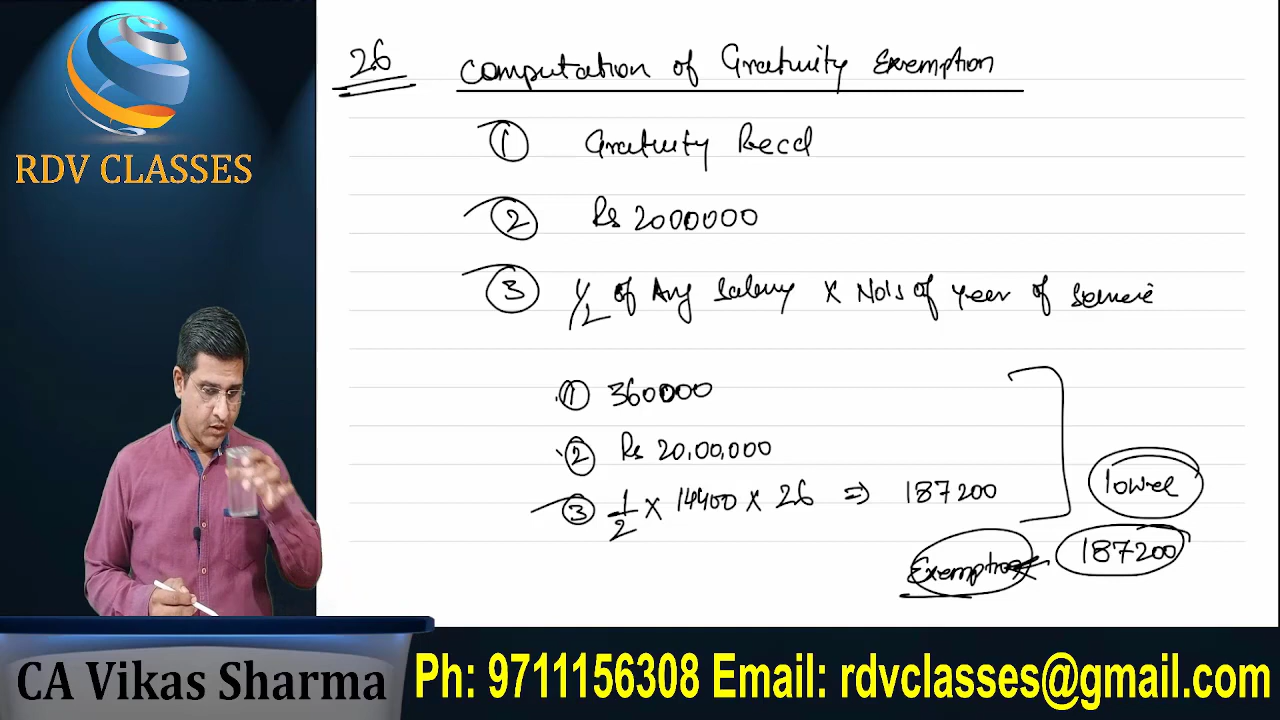 RDV CLASSES
26 Computation of Gratuity Exemption
① Gratuity Recd
② Rs 2000000
③ 1/2 of Avg Salary x No/s of year of service
① 360000
② Rs 20,00,000
③ 1/2 x 14400 x 26 => 187200
lower
Exemption 187200
CA Vikas Sharma
Ph: 9711156308 Email: rdvclasses@gmail.com